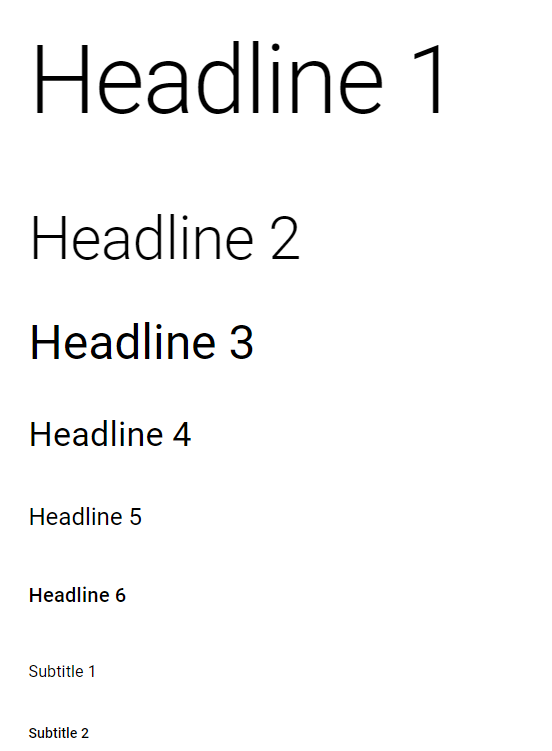 Headline 1
Headline 2
Headline 3
Headline 4
Headline 5
Headline 6
Subtitle 1
Subtitle 2